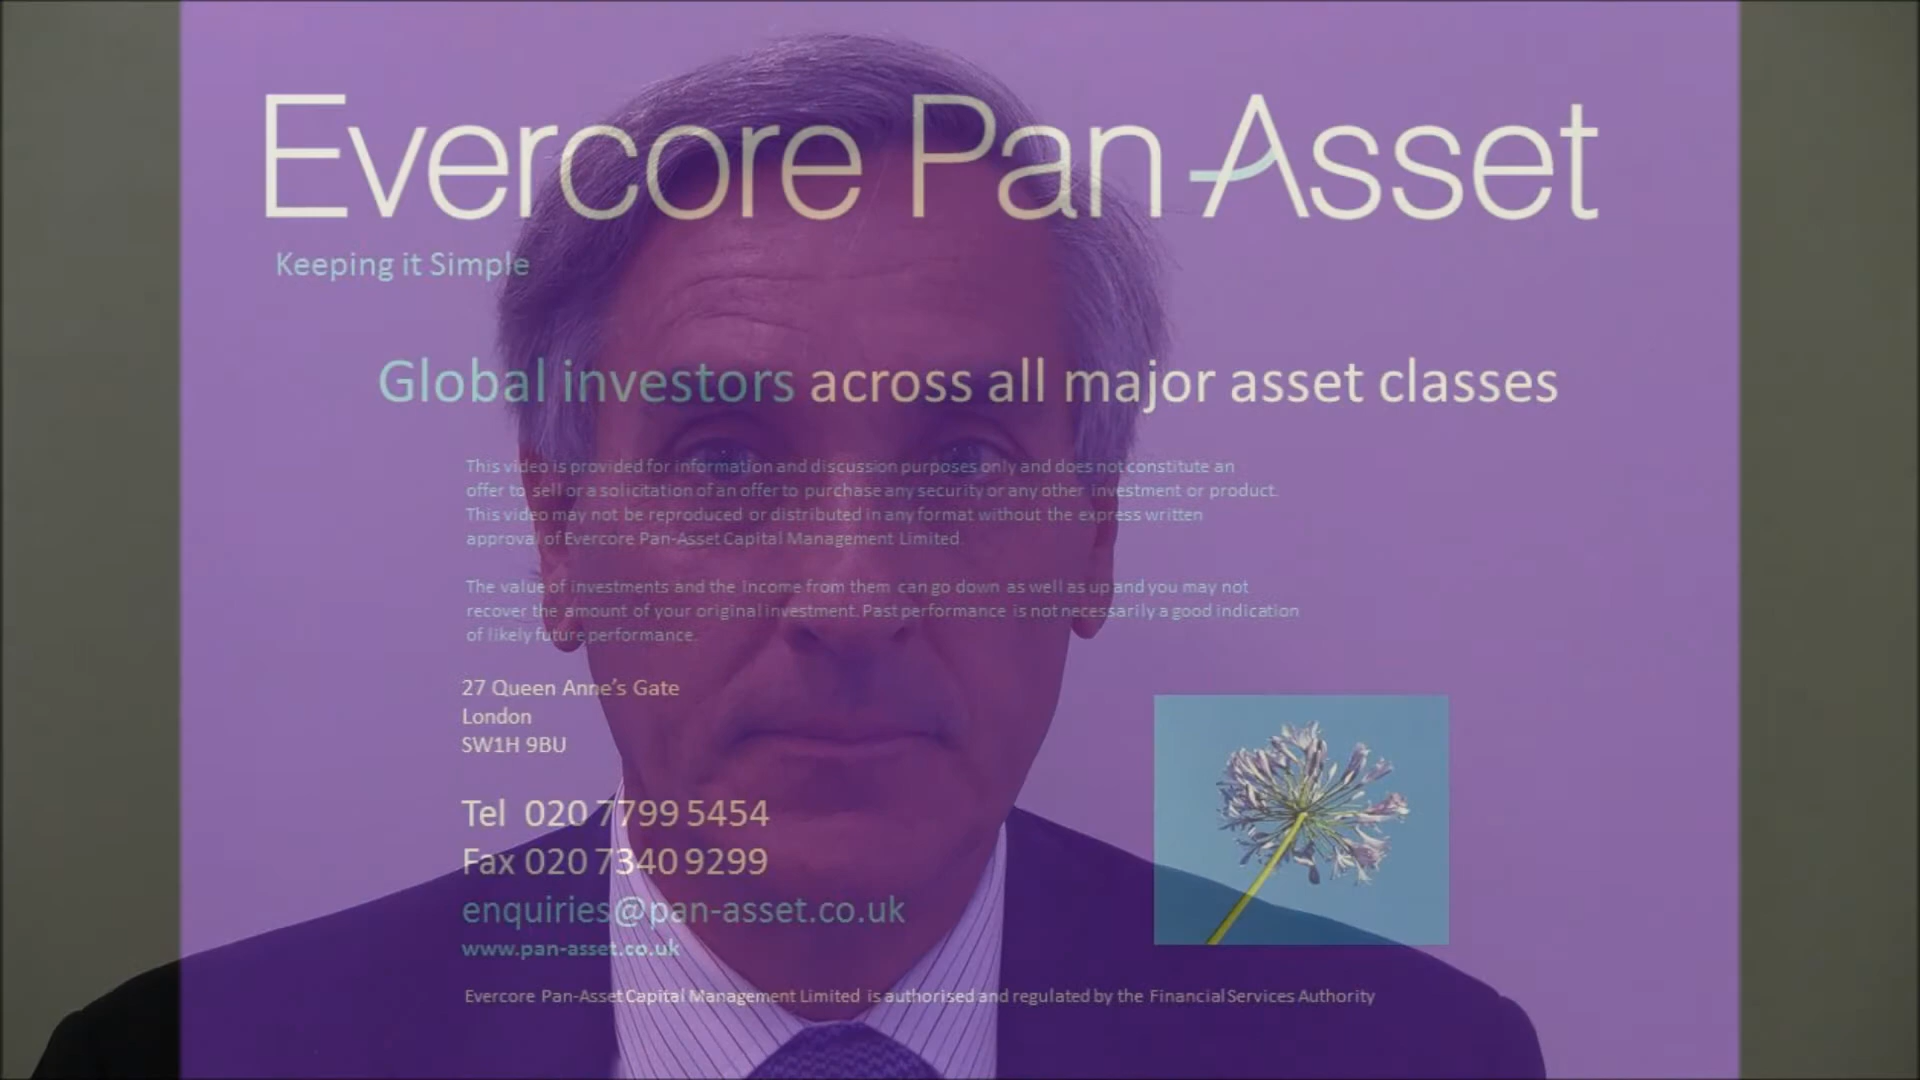 Evercore Pan-Asset
Keeping it Simple
Global investors across all major asset classes
This video is provided for information and discussion purposes only and does not constitute an
offer to sell or a solicitation of an offer to purchase any security or any other investment or product.
This video may not be reproduced or distributed in any format without the express written
approval of Evercore Pan-Asset Capital Management Limited.
The value of investments and the income from them can go down as well as up and you may not
recover the amount of your original investment. Past performance is not necessarily a good indication
of likely future performance.
27 Queen Anne's Gate
London
SW1H 9BU
Tel 020 7799 5454
Fax 020 7340 9299
enquiries@pan-asset.co.uk
www.pan-asset.co.uk
Evercore Pan-Asset Capital Management Limited is authorised and regulated by the Financial Services Authority